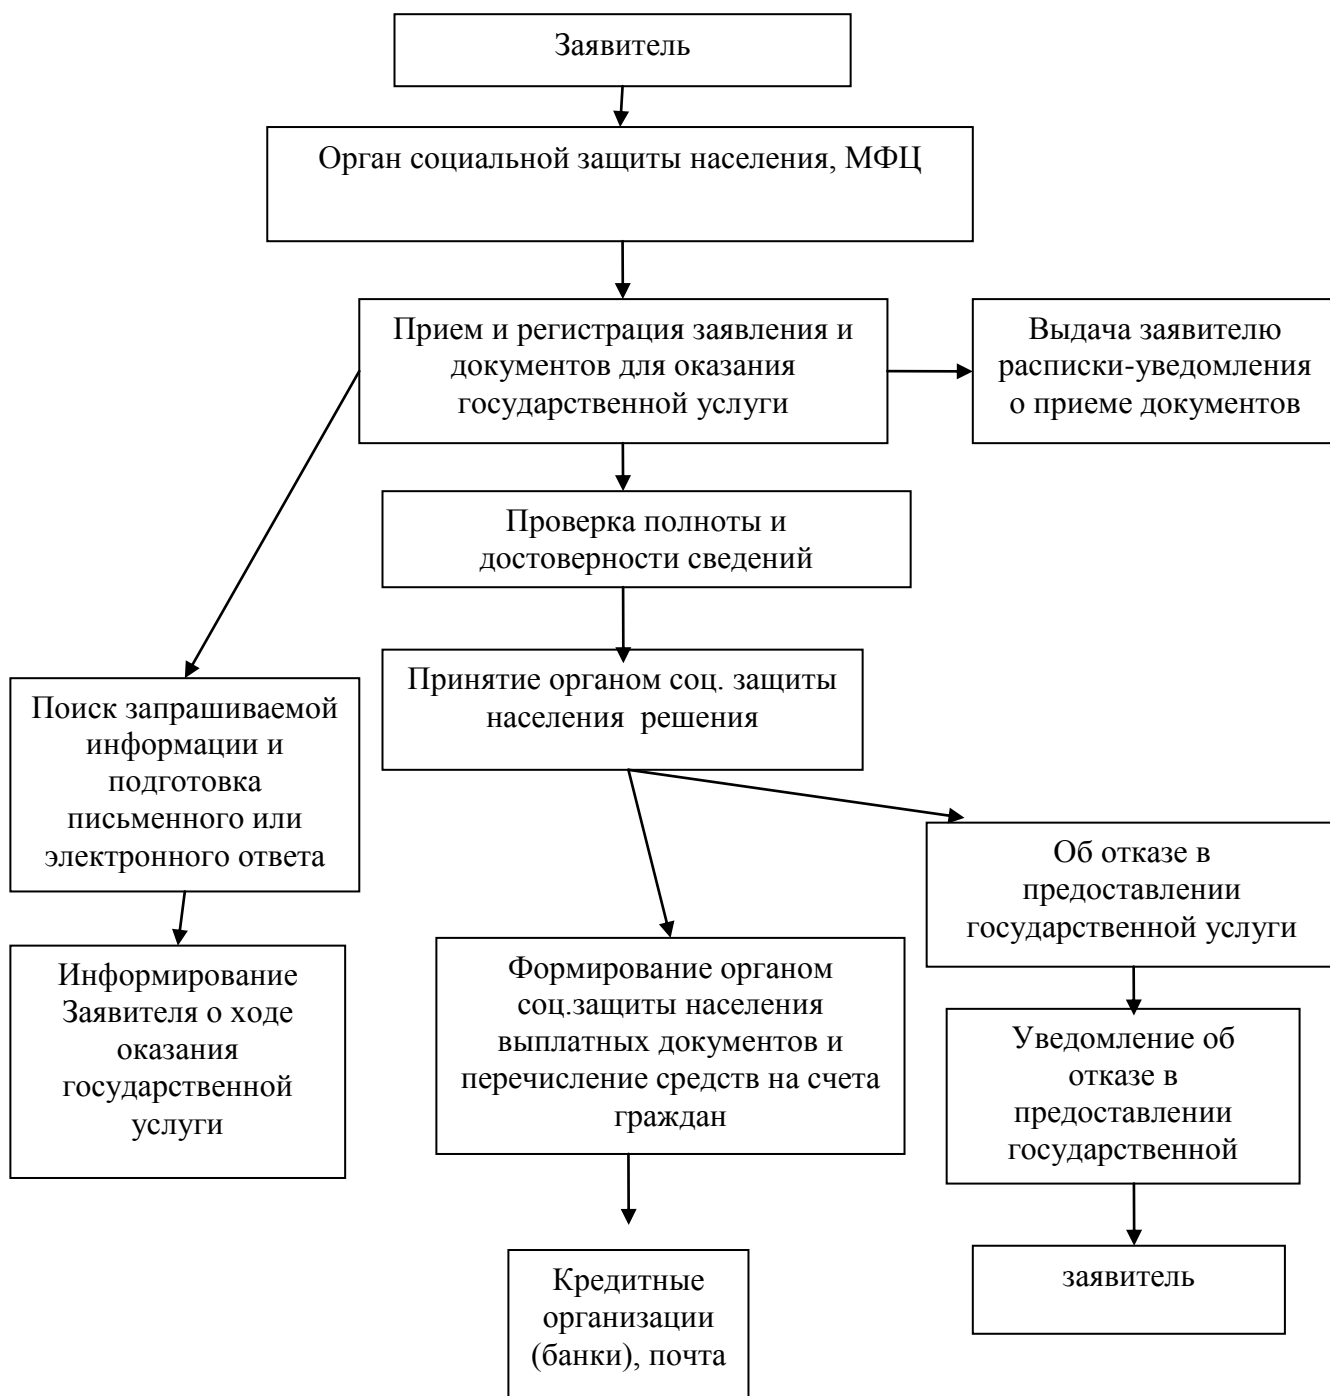 Заявитель
Орган социальной защиты населения, МФЦ
Прием и регистрация заявления и
документов для оказания
государственной услуги
Выдача заявителю
расписки-уведомления
о приеме документов
Проверка полноты и
достоверности сведений
Принятие органом соц. защиты
населения решения
Поиск запрашиваемой
информации и
подготовка
письменного или
электронного ответа
Об отказе в
предоставлении
государственной услуги
Информирование
Заявителя о ходе
оказания
государственной
услуги
Формирование органом
соц.защиты населения
выплатных документов и
перечисление средств на счета
граждан
Уведомление об
отказе в
предоставлении
государственной
Кредитные
организации
(банки), почта
заявитель